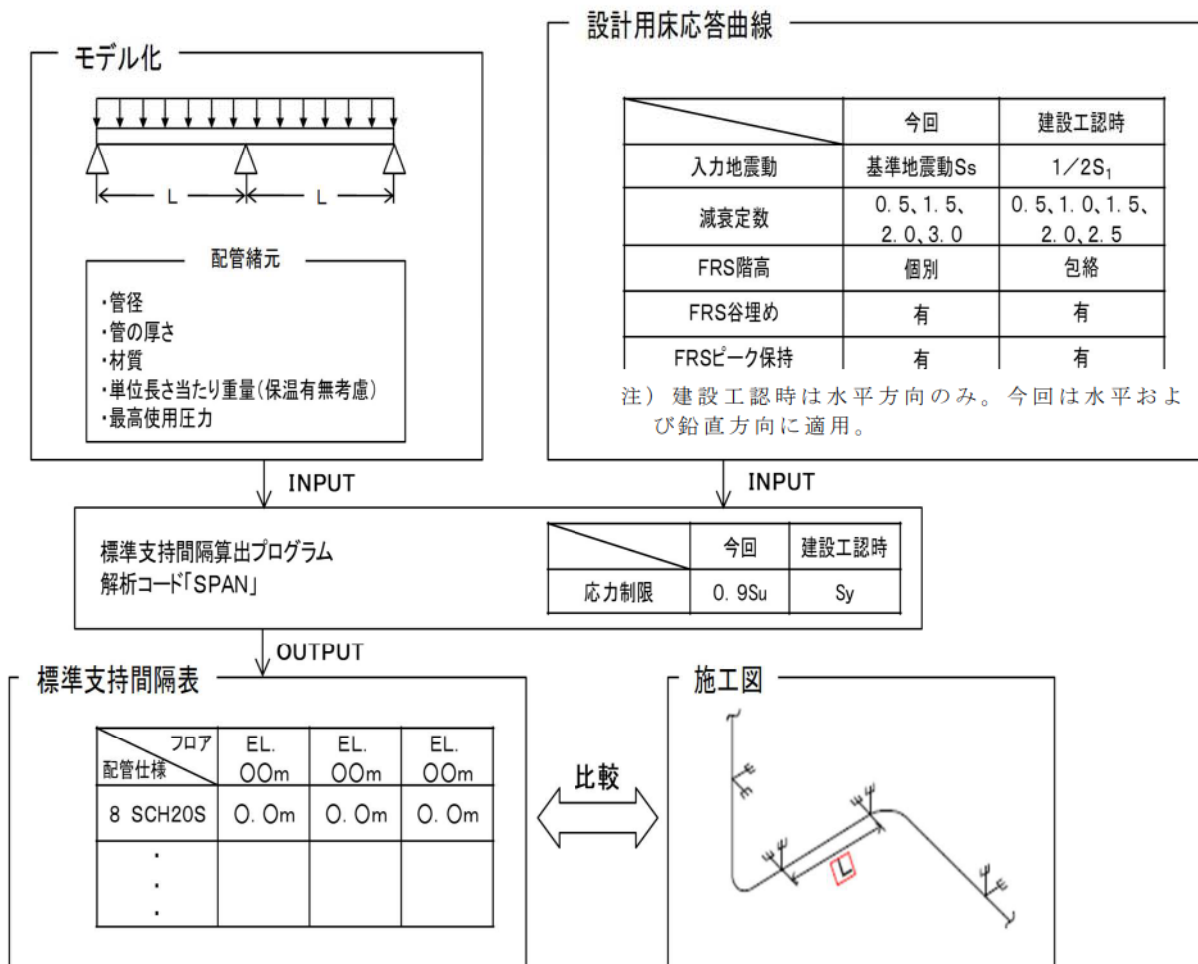 モデル化
L
L
配管緒元
・管径
・管の厚さ
・材質
・単位長さ当たり重量(保温有無考慮)
・最高使用圧力
設計用床応答曲線
今回 建設工認時
入力地震動 基準地震動Ss 1/2S₁
減衰定数 0.5、1.5、 0.5、1.0、1.5、
2.0、3.0 2.0、2.5
FRS階高 個別 包絡
FRS谷埋め 有 有
FRSピーク保持 有 有
注) 建設工認時は水平方向のみ。今回は水平およ
び鉛直方向に適用。
INPUT
INPUT
標準支持間隔算出プログラム
解析コード「SPAN」
今回 建設工認時
応力制限 0.9Su Sy
OUTPUT
標準支持間隔表
フロア EL. EL. EL.
配管仕様 〇〇m 〇〇m 〇〇m
8 SCH20S 〇.〇m 〇.〇m 〇.〇m
・
・
・
比較
施工図
L